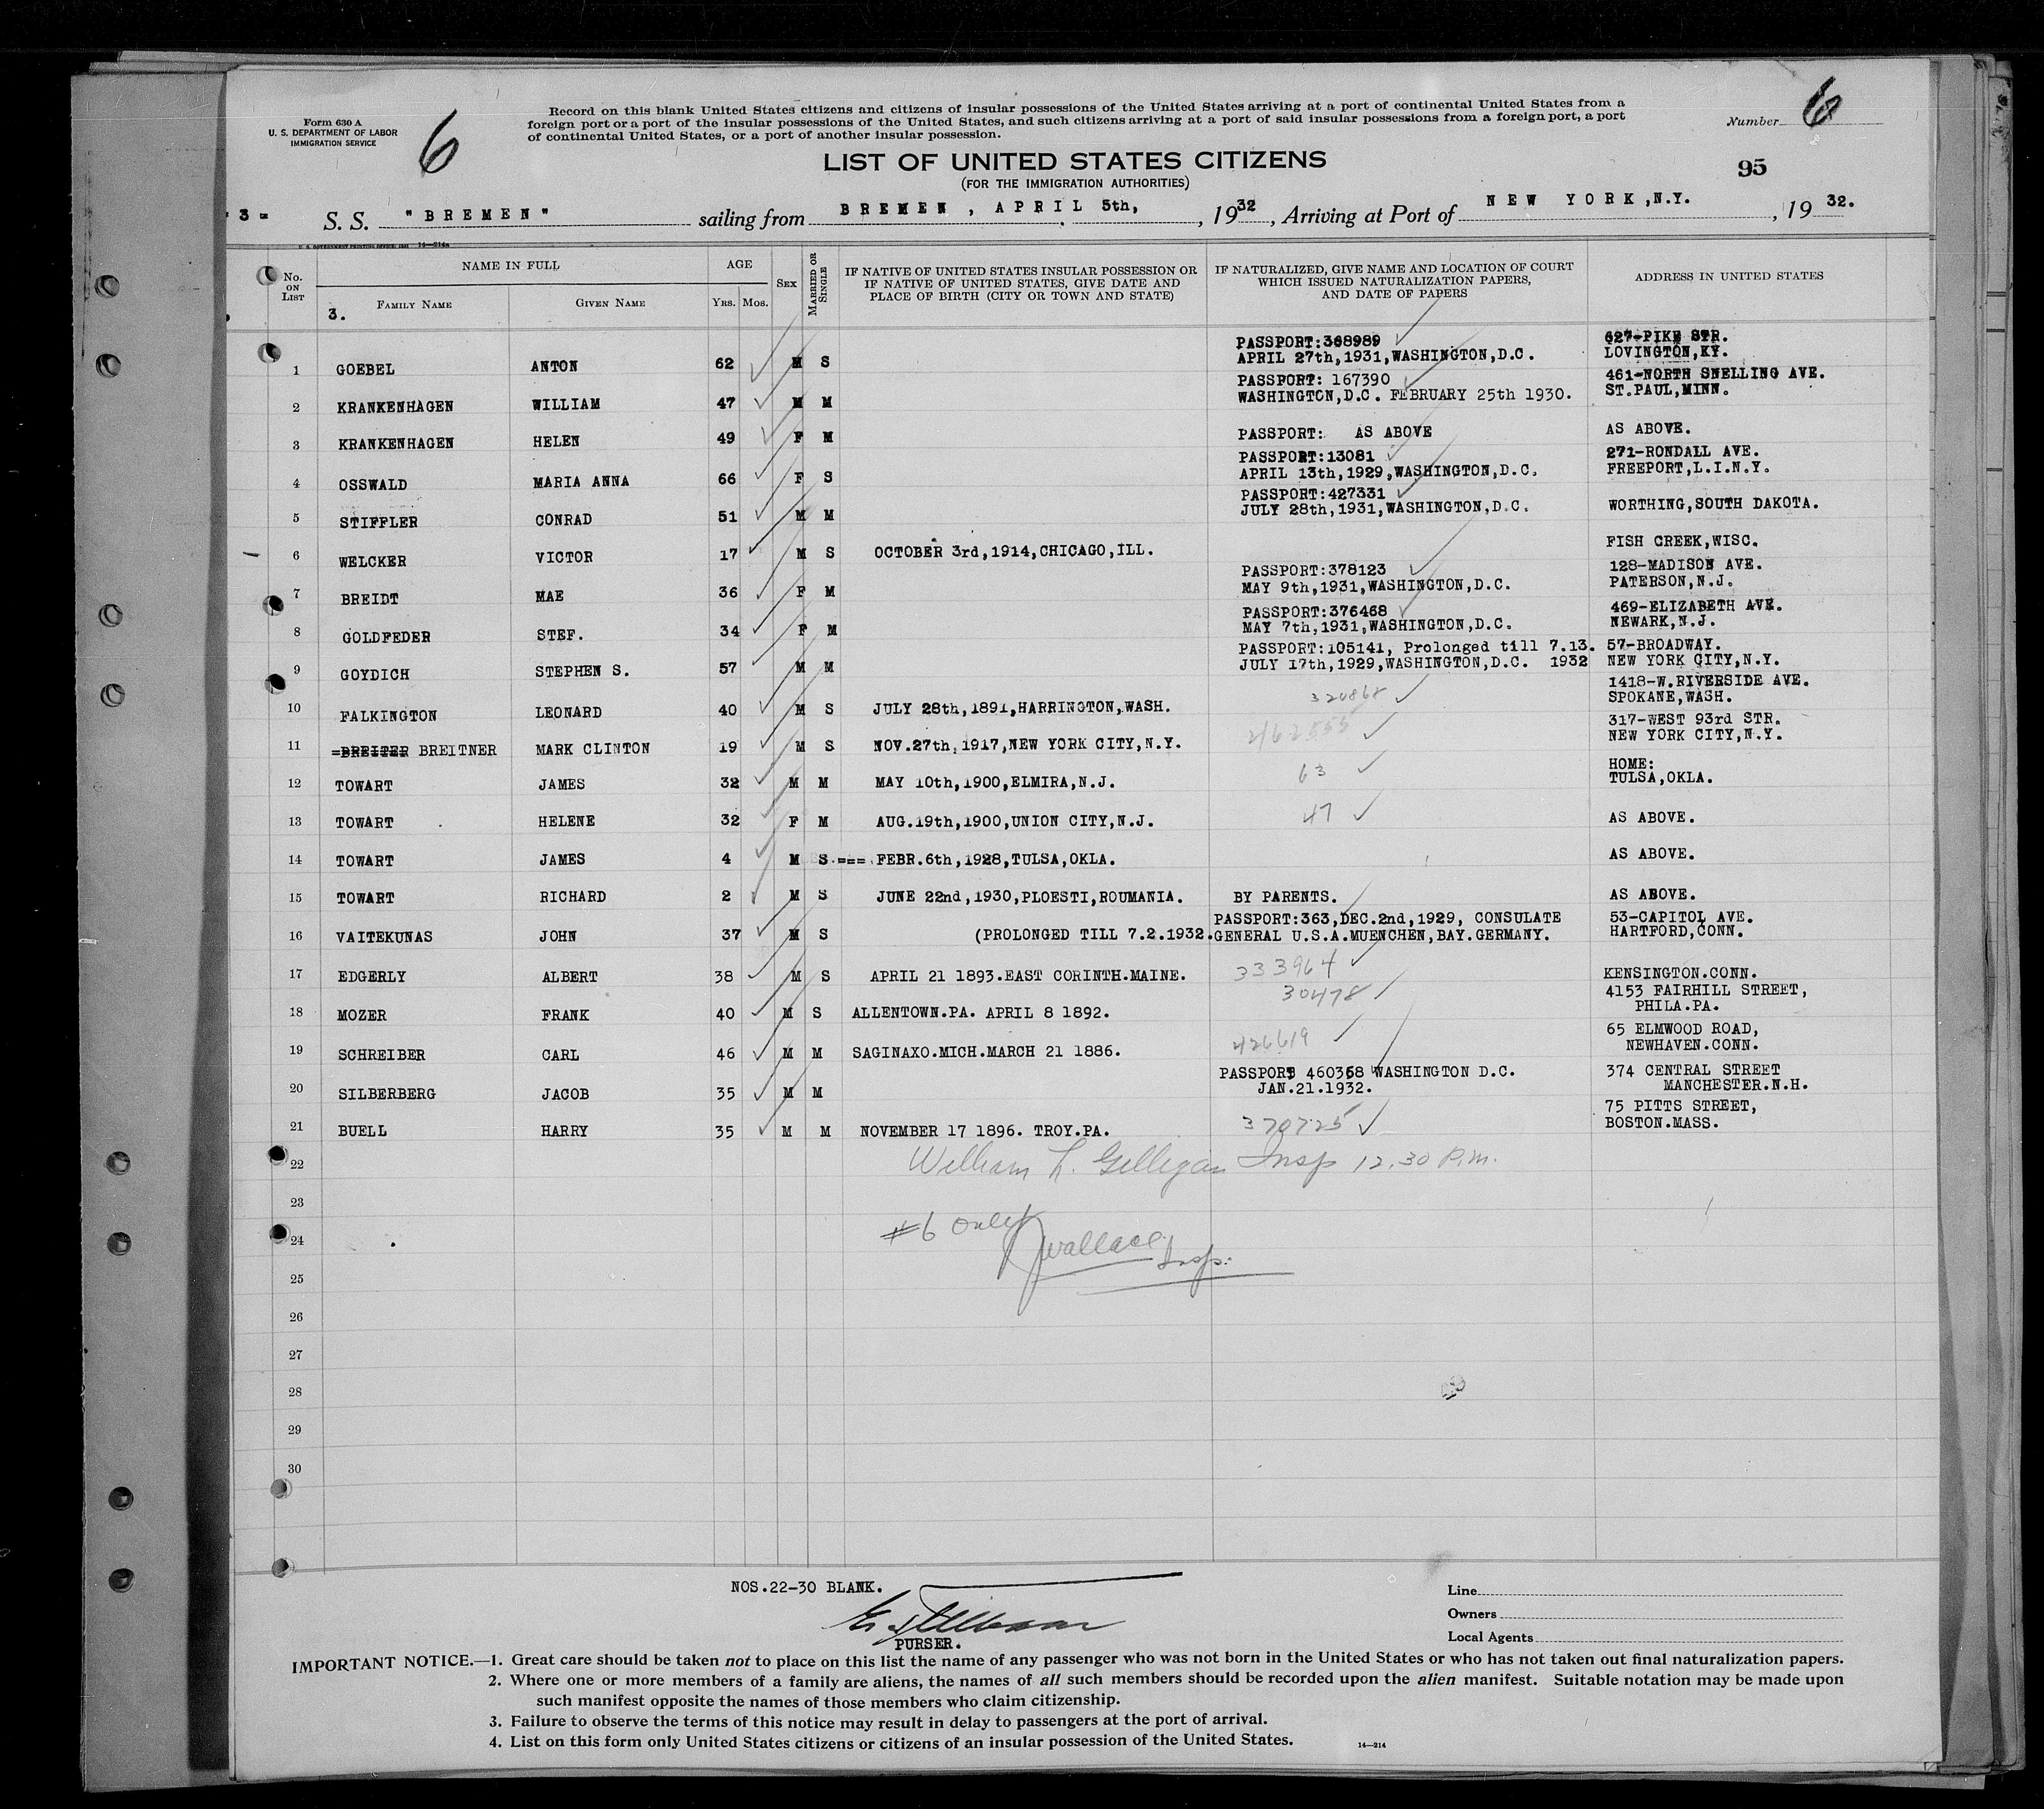 Form 630 A
U. S. DEPARTMENT OF LABOR
IMMIGRATION SERVICE
6
Record on this blank United States citizens and citizens of insular possessions of the United States arriving at a port of continental United States from a
foreign port or a port of the insular possessions of the United States, and such citizens arriving at a port of said insular possessions from a foreign port, a port
of continental United States, or a port of another insular possession.
Number 6
LIST OF UNITED STATES CITIZENS
(FOR THE IMMIGRATION AUTHORITIES)
95
3 = S. S. "BREMEN" sailing from BREMEN, APRIL 5th, 1932, Arriving at Port of NEW YORK,N.Y. , 19 32.
No. on List 3. NAME IN FULL FAMILY NAME GIVEN NAME AGE YRS. MOS. SEX MARRIED OR SINGLE
IF NATIVE OF UNITED STATES INSULAR POSSESSION OR
IF NATIVE OF UNITED STATES, GIVE DATE AND
PLACE OF BIRTH (CITY OR TOWN AND STATE)
IF NATURALIZED, GIVE NAME AND LOCATION OF COURT
WHICH ISSUED NATURALIZATION PAPERS,
AND DATE OF PAPERS
ADDRESS IN UNITED STATES
PASSPORT:368989 627-PIKE STR.
1 GOEBEL ANTON 62 M S APRIL 27th,1931,WASHINGTON,D.C. LOVINGTON,KY.
PASSPORT: 167390 461-NORTH SNELLING AVE.
2 KRANKENHAGEN WILLIAM 47 M M WASHINGTON,D.C. FEBRUARY 25th 1930. ST.PAUL,MINN.
3 KRANKENHAGEN HELEN 49 F M PASSPORT: AS ABOVE AS ABOVE.
PASSPORT:13081 271-RONDALL AVE.
4 OSSWALD MARIA ANNA 66 F S APRIL 13th,1929,WASHINGTON,D.C. FREEPORT,L.I.N.Y.
PASSPORT:427331
5 STIFFLER CONRAD 51 M M JULY 28th,1931,WASHINGTON,D.C. WORTHING,SOUTH DAKOTA.
6 WELCKER VICTOR 17 M S OCTOBER 3rd,1914,CHICAGO,ILL. FISH CREEK,WISC.
PASSPORT:378123 128-MADISON AVE.
7 BREIDT MAE 36 F M MAY 9th,1931,WASHINGTON,D.C. PATERSON,N.J.
PASSPORT:376468 469-ELIZABETH AVE.
8 GOLDFEDER STEF. 34 F M MAY 7th,1931,WASHINGTON,D.C. NEWARK,N.J.
PASSPORT:105141, Prolonged till 7.13. 57-BROADWAY.
9 GOYDICH STEPHEN S. 57 M M JULY 17th,1929,WASHINGTON,D.C. 1932 NEW YORK CITY,N.Y.
320868 1418-W.RIVERSIDE AVE.
10 FALKINGTON LEONARD 40 M S JULY 28th,1891,HARRINGTON,WASH. SPOKANE,WASH.
317-WEST 93rd STR.
11 =BREITER BREITNER MARK CLINTON 19 M S NOV.27th,1917,NEW YORK CITY,N.Y. 462555 NEW YORK CITY,N.Y.
63 HOME:
12 TOWART JAMES 32 M M MAY 10th,1900,ELMIRA,N.J. TULSA,OKLA.
13 TOWART HELENE 32 F M AUG.19th,1900,UNION CITY,N.J. 47 AS ABOVE.
14 TOWART JAMES 4 M S === FEBR.6th,1928,TULSA,OKLA. AS ABOVE.
15 TOWART RICHARD 2 M S JUNE 22nd,1930,PLOESTI,ROUMANIA. BY PARENTS. AS ABOVE.
PASSPORT:363,DEC.2nd,1929, CONSULATE 53-CAPITOL AVE.
16 VAITEKUNAS JOHN 37 M S (PROLONGED TILL 7.2.1932. GENERAL U.S.A.MUENCHEN,BAY.GERMANY. HARTFORD,CONN.
17 EDGERLY ALBERT 38 M S APRIL 21 1893.EAST CORINTH.MAINE. 333964 KENSINGTON.CONN.
30478 4153 FAIRHILL STREET,
18 MOZER FRANK 40 M S ALLENTOWN.PA. APRIL 8 1892. PHILA.PA.
65 ELMWOOD ROAD,
19 SCHREIBER CARL 46 M M SAGINAXO.MICH.MARCH 21 1886. 426619 NEWHAVEN.CONN.
PASSPORT 460368 WASHINGTON D.C. 374 CENTRAL STREET
20 SILBERBERG JACOB 35 M M JAN.21.1932. MANCHESTER.N.H.
75 PITTS STREET,
21 BUELL HARRY 35 M M NOVEMBER 17 1896. TROY.PA. 370725 BOSTON.MASS.
22 William L. Gilligan Insp 12.30 P.m.
23
24 #6 only
JWallace Insp.
25
26
27
28
29
30
NOS.22-30 BLANK.
PURSER.
Line
Owners
Local Agents
IMPORTANT NOTICE.—1. Great care should be taken not to place on this list the name of any passenger who was not born in the United States or who has not taken out final naturalization papers.
2. Where one or more members of a family are aliens, the names of all such members should be recorded upon the alien manifest. Suitable notation may be made upon
such manifest opposite the names of those members who claim citizenship.
3. Failure to observe the terms of this notice may result in delay to passengers at the port of arrival.
4. List on this form only United States citizens or citizens of an insular possession of the United States.
14—214